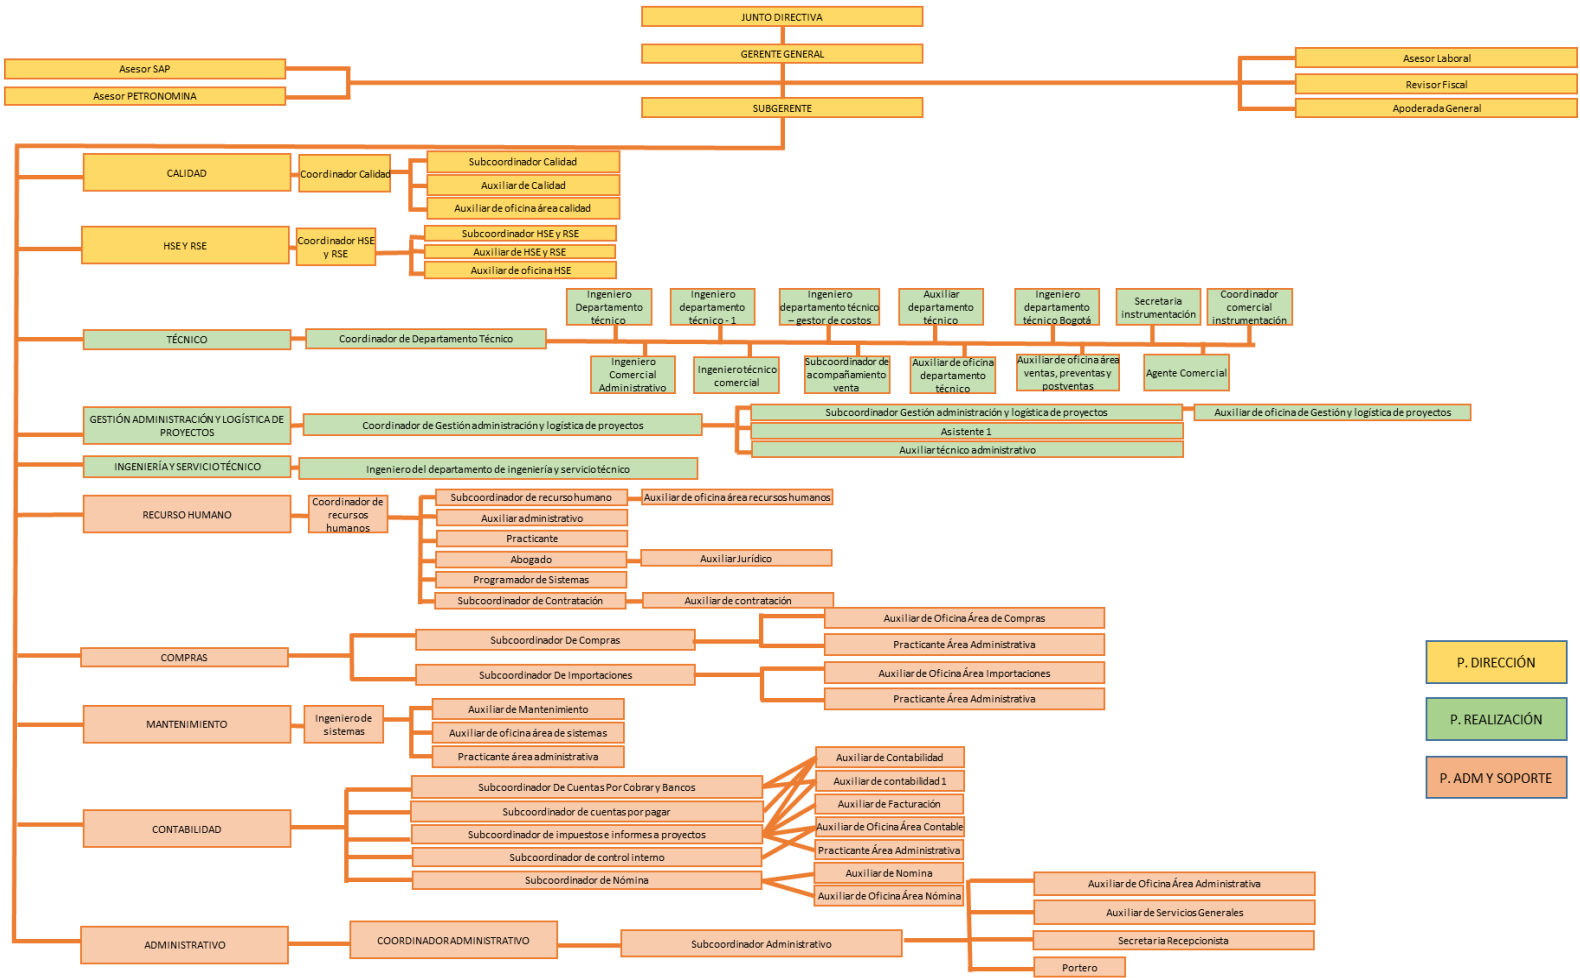 JUNTO DIRECTIVA
GERENTE GENERAL
Asesor SAP
Asesor PETRONOMINA
Asesor Laboral
Revisor Fiscal
Apoderada General
SUBGERENTE
CALIDAD
Coordinador Calidad
Subcoordinador Calidad
Auxiliar de Calidad
Auxiliar de oficina área calidad
HSE Y RSE
Coordinador HSE
y RSE
Subcoordinador HSE y RSE
Auxiliar de HSE y RSE
Auxiliar de oficina HSE
TÉCNICO
Coordinador de Departamento Técnico
Ingeniero
Departamento
técnico
Ingeniero
departamento
técnico - 1
Ingeniero
departamento técnico
– gestor de costos
Auxiliar
departamento
técnico
Ingeniero
departamento
técnico Bogotá
Secretaria
instrumentación
Coordinador
comercial
instrumentación
Ingeniero
Comercial
Administrativo
Ingeniero técnico
comercial
Subcoordinador de
acompañamiento
venta
Auxiliar de oficina
departamento
técnico
Auxiliar de oficina área
ventas, preventas y
postventas
Agente Comercial
GESTIÓN ADMINISTRACIÓN Y LOGÍSTICA DE
PROYECTOS
Coordinador de Gestión administración y logística de proyectos
Subcoordinador Gestión administración y logística de proyectos
Auxiliar de oficina de Gestión y logística de proyectos
Asistente 1
Auxiliar técnico administrativo
INGENIERÍA Y SERVICIO TÉCNICO
Ingeniero del departamento de ingeniería y servicio técnico
RECURSO HUMANO
Coordinador de
recursos
humanos
Subcoordinador de recurso humano
Auxiliar de oficina área recursos humanos
Auxiliar administrativo
Practicante
Abogado
Auxiliar Jurídico
Programador de Sistemas
Subcoordinador de Contratación
Auxiliar de contratación
COMPRAS
Subcoordinador De Compras
Auxiliar de Oficina Área de Compras
Practicante Área Administrativa
Subcoordinador De Importaciones
Auxiliar de Oficina Área Importaciones
Practicante Área Administrativa
MANTENIMIENTO
Ingeniero de
sistemas
Auxiliar de Mantenimiento
Auxiliar de oficina área de sistemas
Practicante área administrativa
CONTABILIDAD
Subcoordinador De Cuentas Por Cobrar y Bancos
Subcoordinador de cuentas por pagar
Subcoordinador de impuestos e informes a proyectos
Subcoordinador de control interno
Subcoordinador de Nómina
Auxiliar de Contabilidad
Auxiliar de contabilidad 1
Auxiliar de Facturación
Auxiliar de Oficina Área Contable
Practicante Área Administrativa
Auxiliar de Nomina
Auxiliar de Oficina Área Nómina
ADMINISTRATIVO
COORDINADOR ADMINISTRATIVO
Subcoordinador Administrativo
Auxiliar de Oficina Área Administrativa
Auxiliar de Servicios Generales
Secretaria Recepcionista
Portero
P. DIRECCIÓN
P. REALIZACIÓN
P. ADM Y SOPORTE